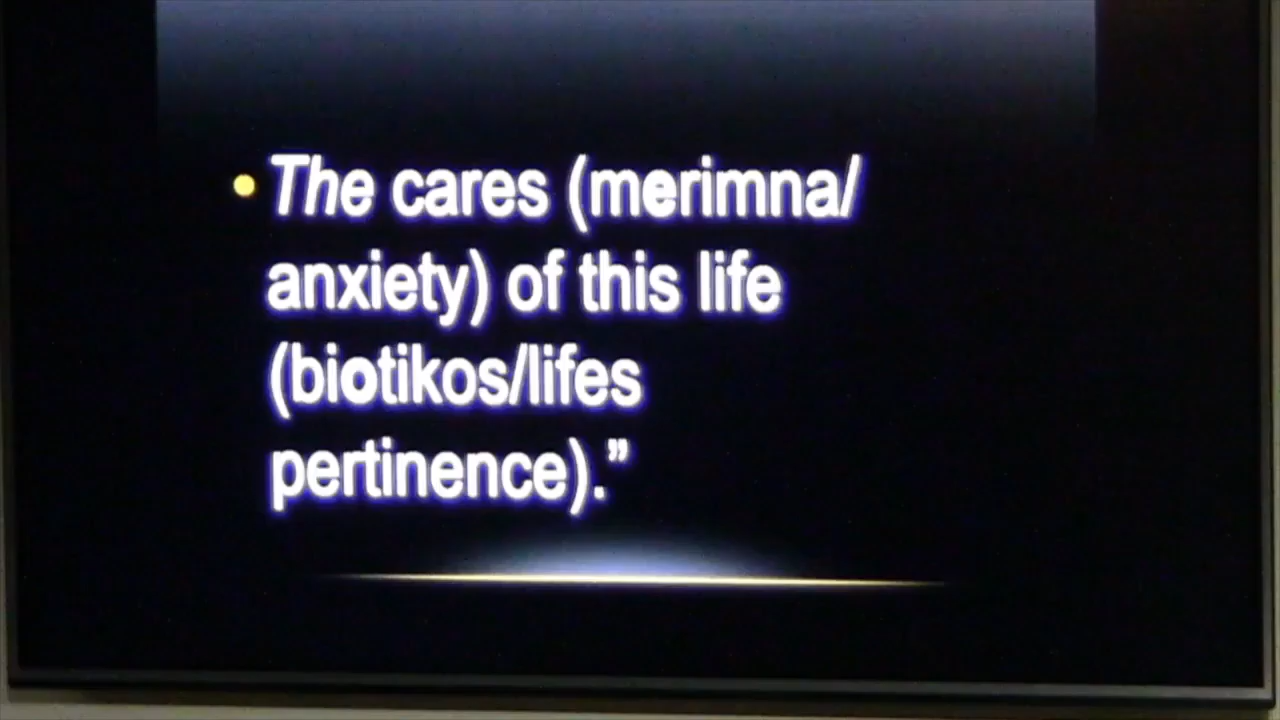 • The cares (merimna/
anxiety) of this life
(biotikos/lifes
pertinence).”